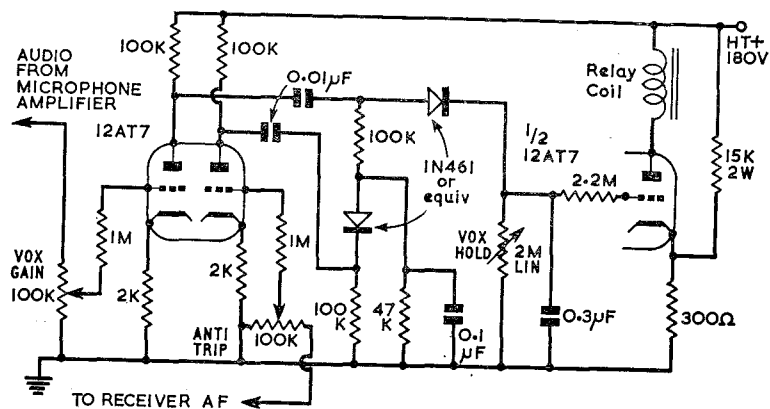 100K
100K
HT+
180V
AUDIO
FROM
MICROPHONE
AMPLIFIER
0·01µF
Relay
Coil
12AT7
100K
1/2
12AT7
15K
2W
1N461
or
equiv
2·2M
1M
1M
VOX
HOLD
2M
LIN
VOX
GAIN
100K
2K
2K
100
K
47
K
0·1
µF
0·3µF
300Ω
ANTI
TRIP
100K
TO RECEIVER AF